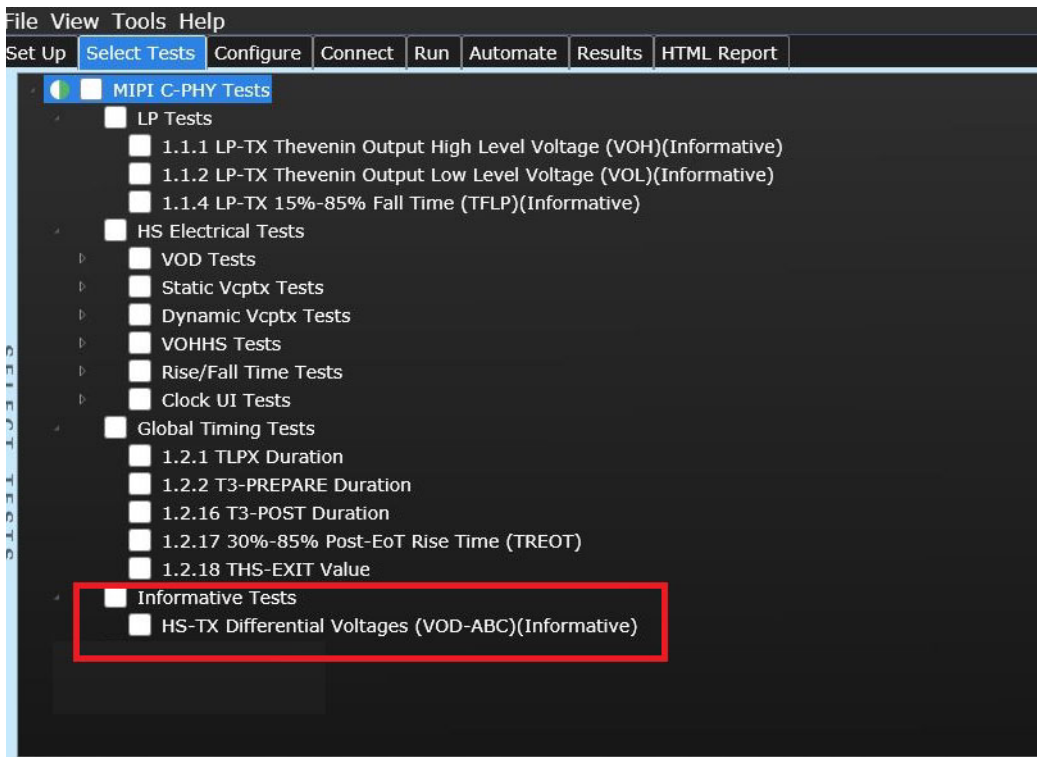 File View Tools Help
Set Up Select Tests Configure Connect Run Automate Results HTML Report
MIPI C-PHY Tests
LP Tests
1.1.1 LP-TX Thevenin Output High Level Voltage (VOH)(Informative)
1.1.2 LP-TX Thevenin Output Low Level Voltage (VOL)(Informative)
1.1.4 LP-TX 15%-85% Fall Time (TFLP)(Informative)
HS Electrical Tests
VOD Tests
Static Vcptx Tests
Dynamic Vcptx Tests
VOHHS Tests
Rise/Fall Time Tests
Clock UI Tests
Global Timing Tests
1.2.1 TLPX Duration
1.2.2 T3-PREPARE Duration
1.2.16 T3-POST Duration
1.2.17 30%-85% Post-EoT Rise Time (TREOT)
1.2.18 THS-EXIT Value
Informative Tests
HS-TX Differential Voltages (VOD-ABC)(Informative)
SELECT TESTS